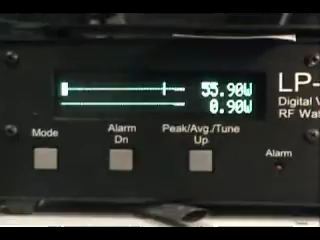 55.90W
0.90W
LP-
Digital V
RF Wat
Mode
Alarm
Dn
Peak/Avg./Tune
Up
Alarm